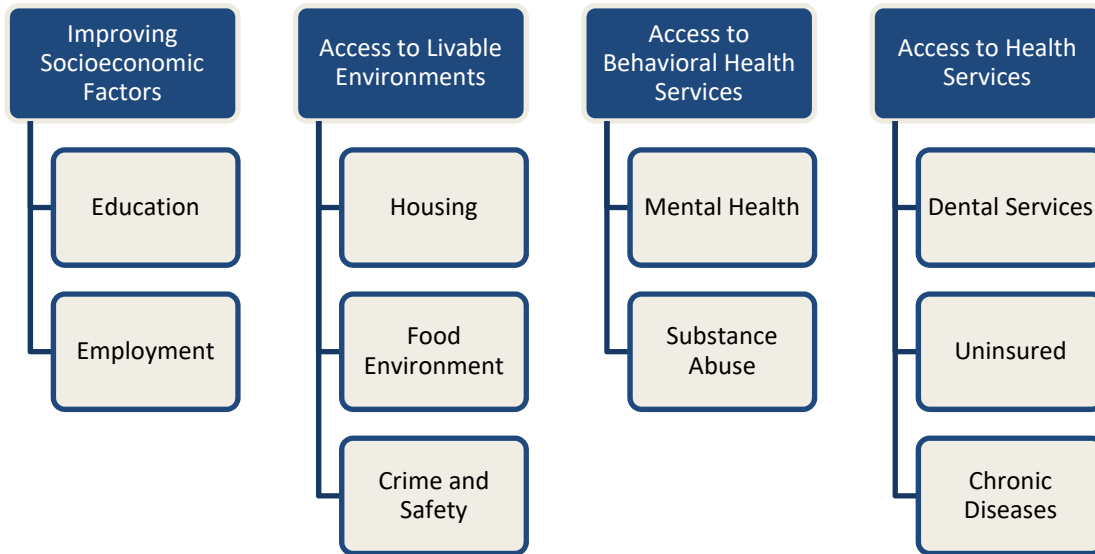 Improving
Socioeconomic
Factors
Education
Employment
Access to Livable
Environments
Housing
Food
Environment
Crime and
Safety
Access to
Behavioral Health
Services
Mental Health
Substance
Abuse
Access to Health
Services
Dental Services
Uninsured
Chronic
Diseases